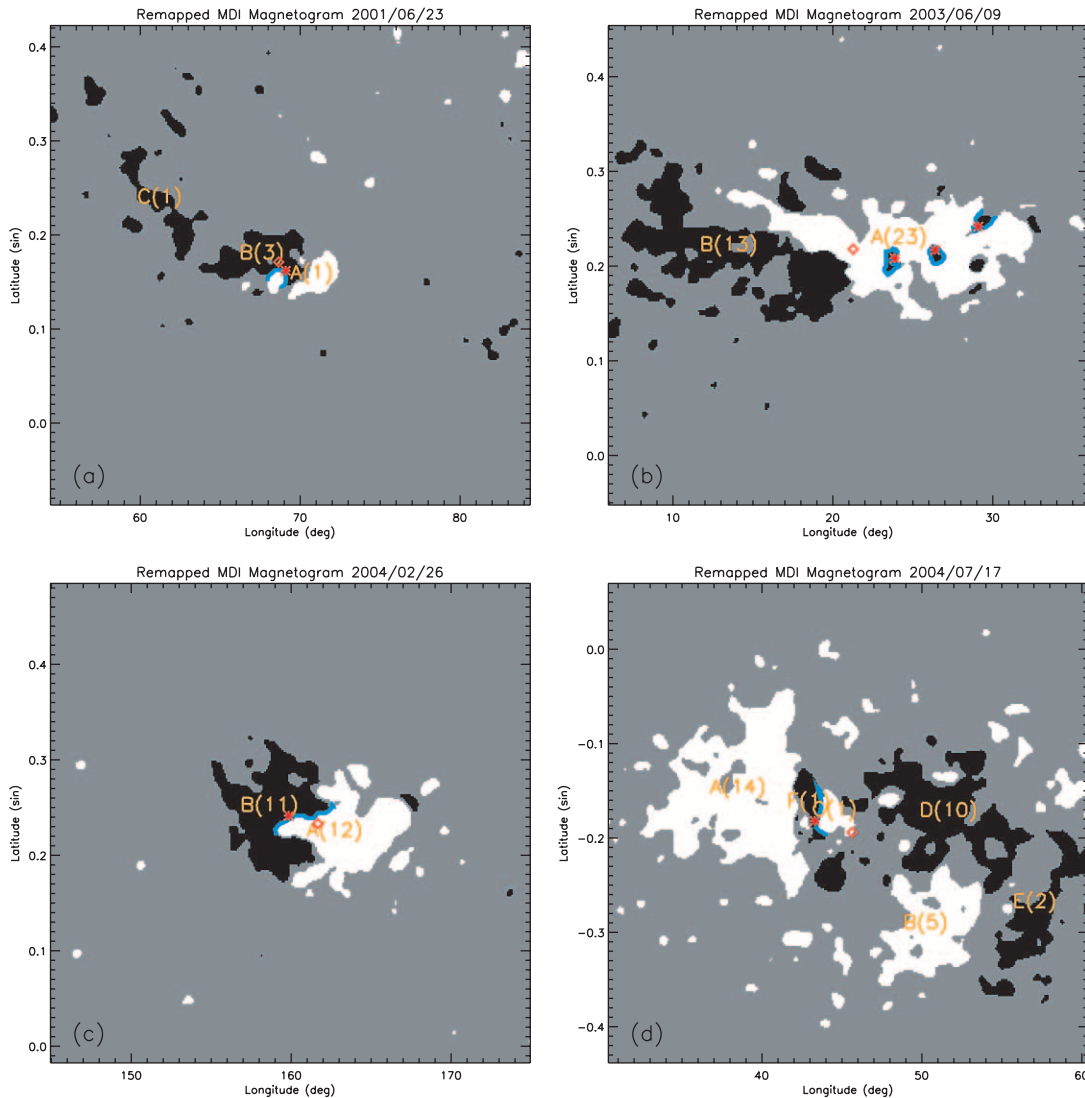 Remapped MDI Magnetogram 2001/06/23
0.4
0.3
0.2
0.1
0.0
Latitude (sin)
C(1)
B(3)
A(1)
(a)
60
70
80
Longitude (deg)
Remapped MDI Magnetogram 2003/06/09
0.4
0.3
0.2
0.1
0.0
Latitude (sin)
B(13)
A(23)
(b)
10
20
30
Longitude (deg)
Remapped MDI Magnetogram 2004/02/26
0.4
0.3
0.2
0.1
0.0
Latitude (sin)
B(11)
A(12)
(c)
150
160
170
Longitude (deg)
Remapped MDI Magnetogram 2004/07/17
0.0
-0.1
-0.2
-0.3
-0.4
Latitude (sin)
A(14)
D(10)
E(2)
B(5)
(d)
40
50
60
Longitude (deg)